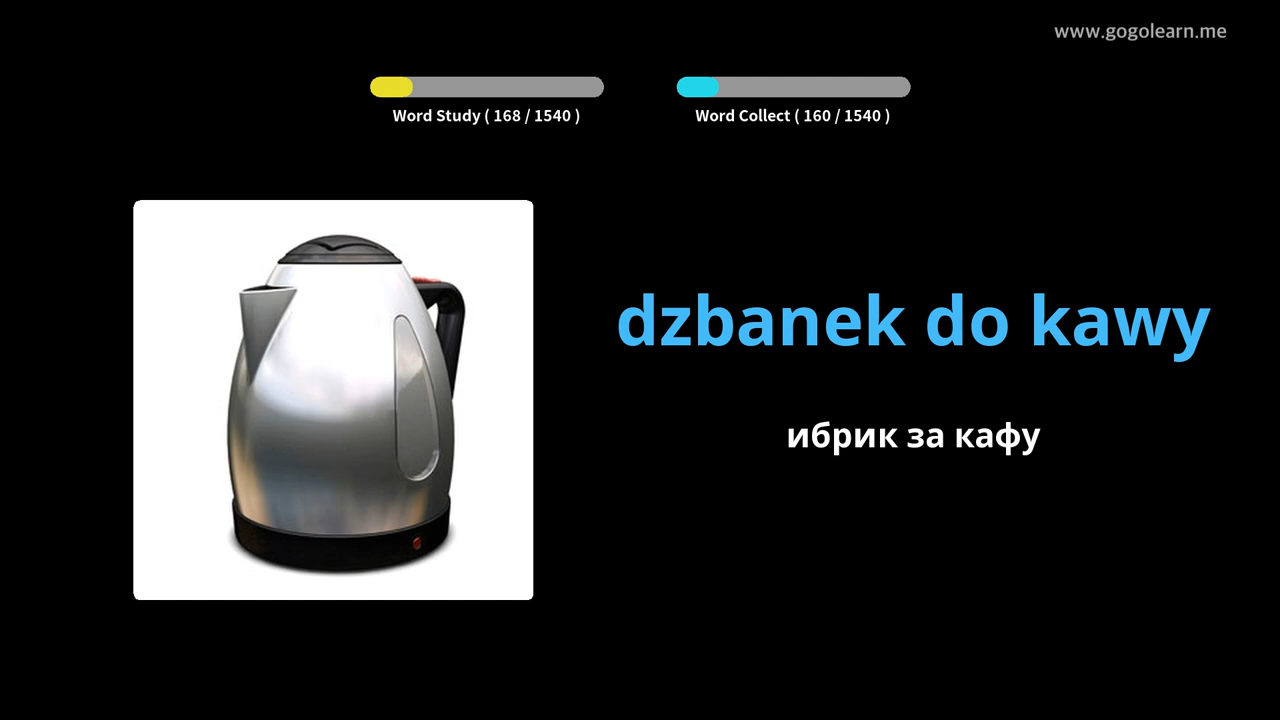 www.gogolearn.me
Word Study ( 168 / 1540 )
Word Collect ( 160 / 1540 )
dzbanek do kawy
ибрик за кафу